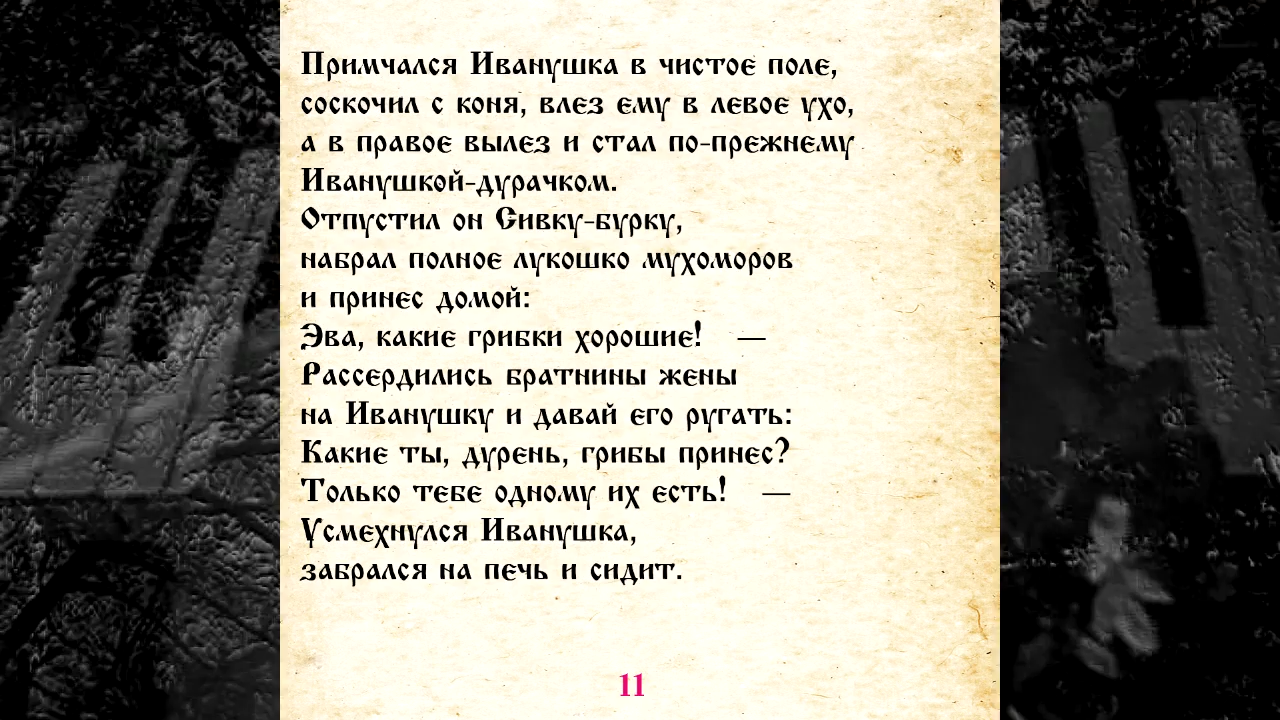 Примчался Иванушка в чистое поле,
соскочил с коня, влез ему в левое ухо,
а в правое вылез и стал по-прежнему
Иванушкой-дурачком.
Отпустил он Сивку-бурку,
набрал полное лукошко мухоморов
и принес домой:
Эва, какие грибки хорошие! —
Рассердились братнины жены
на Иванушку и давай его ругать:
Какие ты, дурень, грибы принес?
Только тебе одному их есть! —
Усмехнулся Иванушка,
забрался на печь и сидит.
11